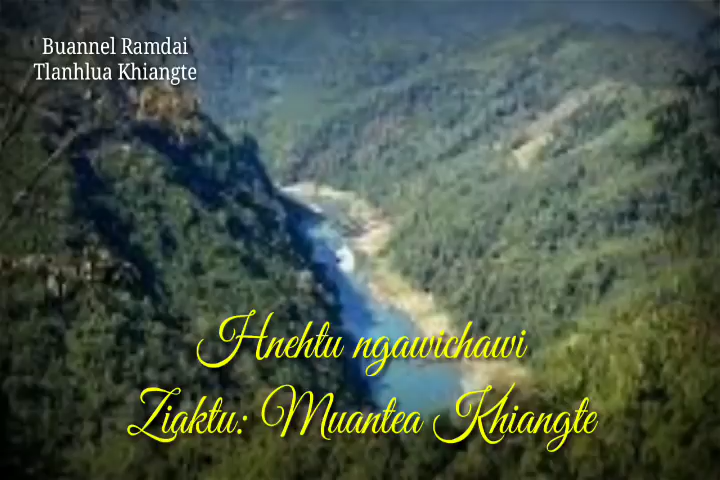 Buannel Ramdai
Tlanhlua Khiangte
Hnehtu ngawichawi
Ziaktu: Muantea Khiangte